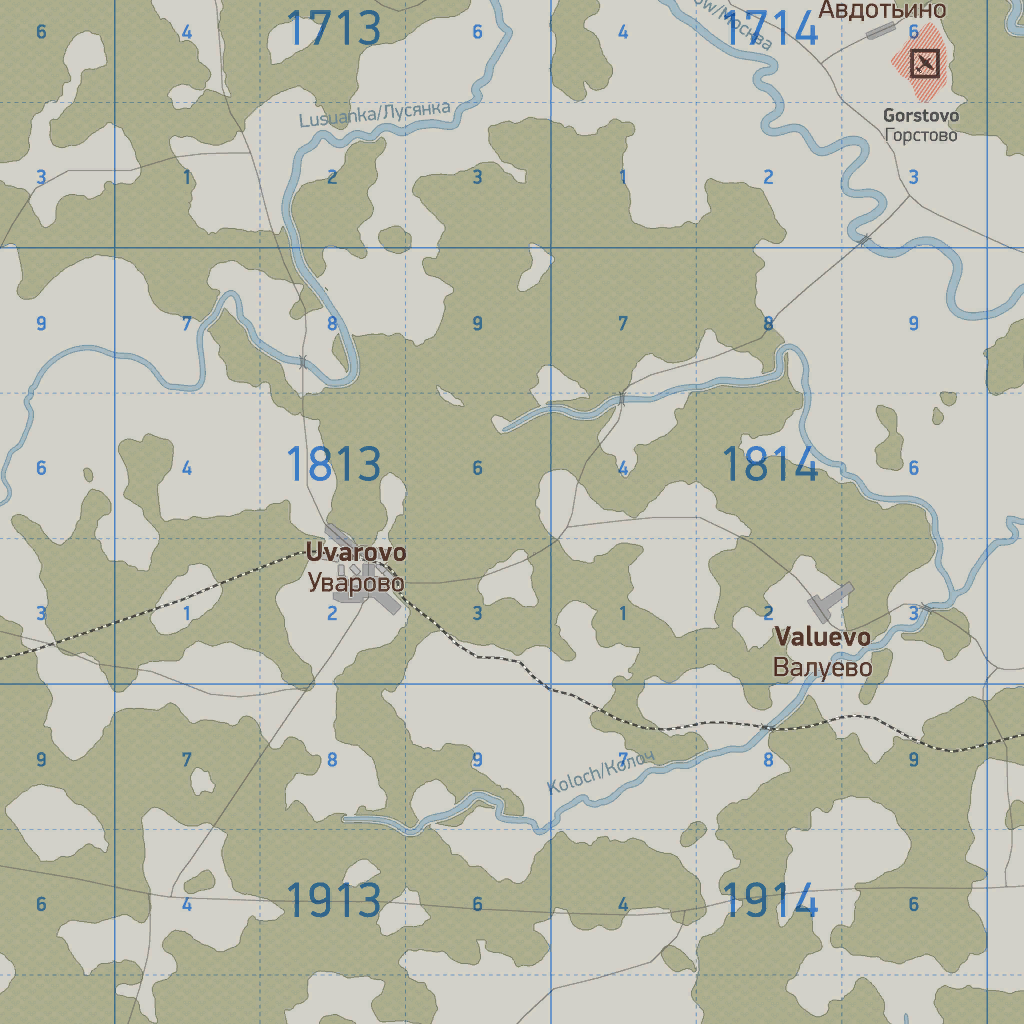 Авдотьино
6 4 1713 6 4 1714 6
ow/Москва
Lusuanka/Лусянка
Gorstovo
Горстово
3 1 2 3 1 2 3
9 7 8 9 7 8 9
6 4 1813 6 4 1814 6
Uvarovo
Уварово
3 1 2 3 1 2 3
Valuevo
Валуево
9 7 8 9 7 8 9
Koloch/Колоч
6 4 1913 6 4 1914 6